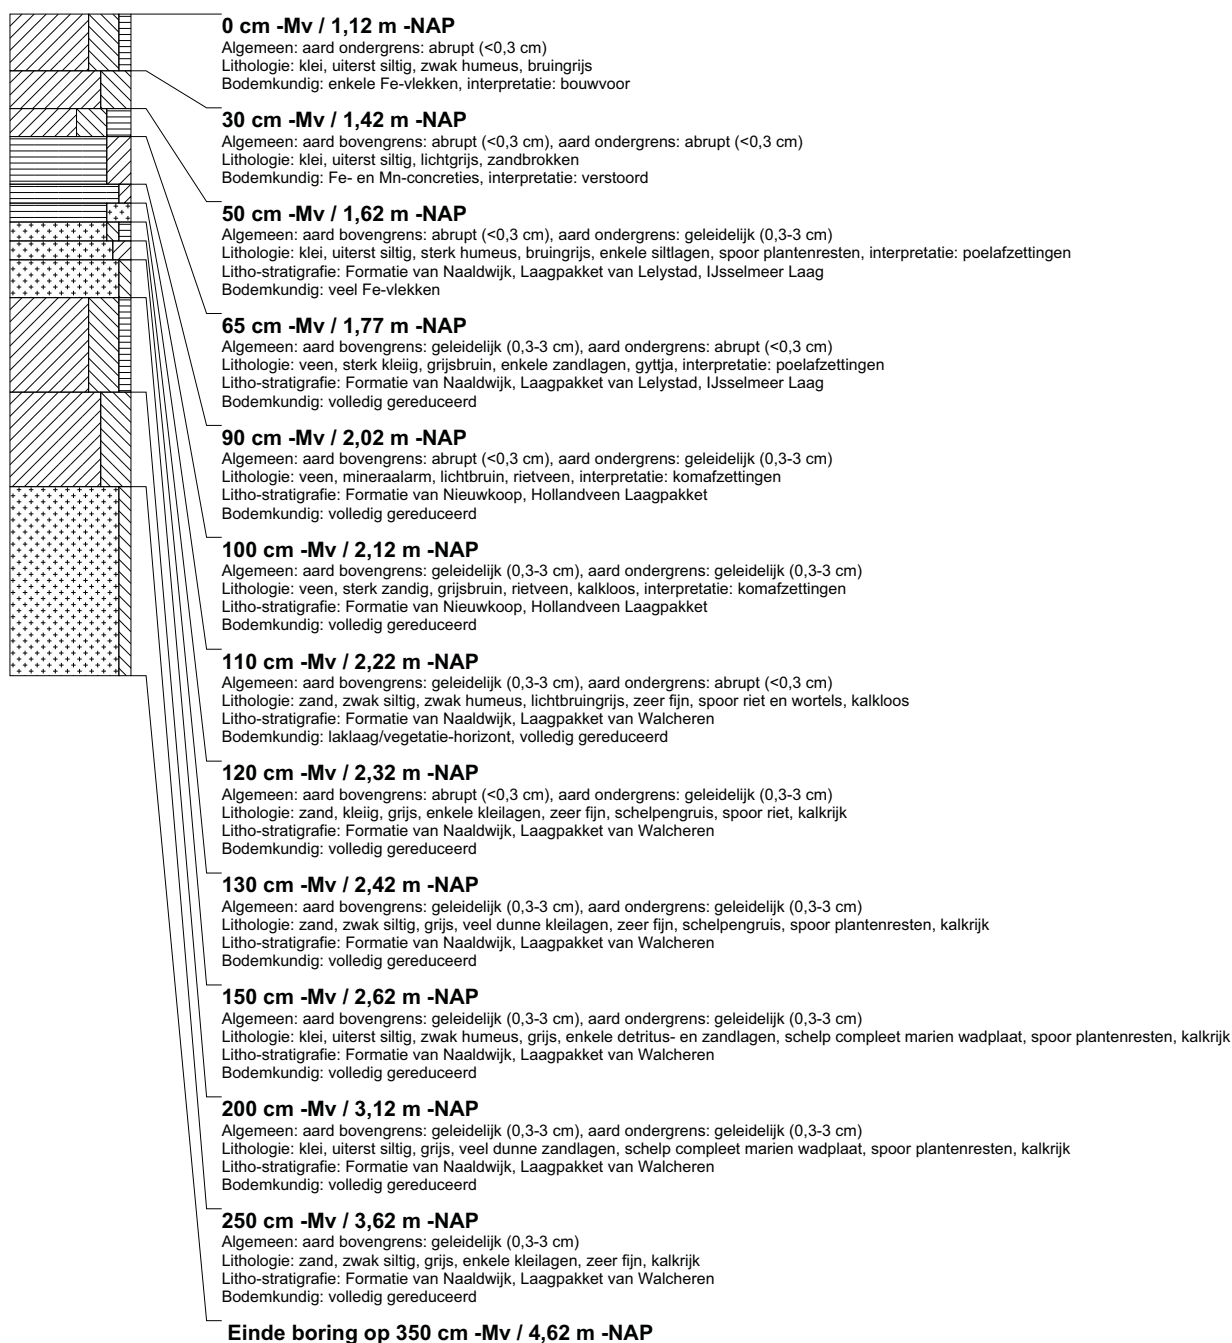 0 cm -Mv / 1,12 m -NAP
Algemeen: aard ondergrens: abrupt (<0,3 cm)
Lithologie: klei, uiterst siltig, zwak humeus, bruingrijs
Bodemkundig: enkele Fe-vlekken, interpretatie: bouwvoor
30 cm -Mv / 1,42 m -NAP
Algemeen: aard bovengrens: abrupt (<0,3 cm), aard ondergrens: abrupt (<0,3 cm)
Lithologie: klei, uiterst siltig, lichtgrijs, zandbrokken
Bodemkundig: Fe- en Mn-concreties, interpretatie: verstoord
50 cm -Mv / 1,62 m -NAP
Algemeen: aard bovengrens: abrupt (<0,3 cm), aard ondergrens: geleidelijk (0,3-3 cm)
Lithologie: klei, uiterst siltig, sterk humeus, bruingrijs, enkele siltlagen, spoor plantenresten, interpretatie: poelafzettingen
Litho-stratigrafie: Formatie van Naaldwijk, Laagpakket van Lelystad, IJsselmeer Laag
Bodemkundig: veel Fe-vlekken
65 cm -Mv / 1,77 m -NAP
Algemeen: aard bovengrens: geleidelijk (0,3-3 cm), aard ondergrens: abrupt (<0,3 cm)
Lithologie: veen, sterk kleiig, grijsbruin, enkele zandlagen, gyttja, interpretatie: poelafzettingen
Litho-stratigrafie: Formatie van Naaldwijk, Laagpakket van Lelystad, IJsselmeer Laag
Bodemkundig: volledig gereduceerd
90 cm -Mv / 2,02 m -NAP
Algemeen: aard bovengrens: abrupt (<0,3 cm), aard ondergrens: geleidelijk (0,3-3 cm)
Lithologie: veen, mineraalarm, lichtbruin, rietveen, interpretatie: komafzettingen
Litho-stratigrafie: Formatie van Nieuwkoop, Hollandveen Laagpakket
Bodemkundig: volledig gereduceerd
100 cm -Mv / 2,12 m -NAP
Algemeen: aard bovengrens: geleidelijk (0,3-3 cm), aard ondergrens: geleidelijk (0,3-3 cm)
Lithologie: veen, sterk zandig, grijsbruin, rietveen, kalkloos, interpretatie: komafzettingen
Litho-stratigrafie: Formatie van Nieuwkoop, Hollandveen Laagpakket
Bodemkundig: volledig gereduceerd
110 cm -Mv / 2,22 m -NAP
Algemeen: aard bovengrens: geleidelijk (0,3-3 cm), aard ondergrens: abrupt (<0,3 cm)
Lithologie: zand, zwak siltig, zwak humeus, lichtbruingrijs, zeer fijn, spoor riet en wortels, kalkloos
Litho-stratigrafie: Formatie van Naaldwijk, Laagpakket van Walcheren
Bodemkundig: laklaag/vegetatie-horizont, volledig gereduceerd
120 cm -Mv / 2,32 m -NAP
Algemeen: aard bovengrens: abrupt (<0,3 cm), aard ondergrens: geleidelijk (0,3-3 cm)
Lithologie: zand, kleiig, grijs, enkele kleilagen, zeer fijn, schelpengruis, spoor riet, kalkrijk
Litho-stratigrafie: Formatie van Naaldwijk, Laagpakket van Walcheren
Bodemkundig: volledig gereduceerd
130 cm -Mv / 2,42 m -NAP
Algemeen: aard bovengrens: geleidelijk (0,3-3 cm), aard ondergrens: geleidelijk (0,3-3 cm)
Lithologie: zand, zwak siltig, grijs, veel dunne kleilagen, zeer fijn, schelpengruis, spoor plantenresten, kalkrijk
Litho-stratigrafie: Formatie van Naaldwijk, Laagpakket van Walcheren
Bodemkundig: volledig gereduceerd
150 cm -Mv / 2,62 m -NAP
Algemeen: aard bovengrens: geleidelijk (0,3-3 cm), aard ondergrens: geleidelijk (0,3-3 cm)
Lithologie: klei, uiterst siltig, zwak humeus, grijs, enkele detritus- en zandlagen, schelp compleet marien wadplaat, spoor plantenresten, kalkrijk
Litho-stratigrafie: Formatie van Naaldwijk, Laagpakket van Walcheren
Bodemkundig: volledig gereduceerd
200 cm -Mv / 3,12 m -NAP
Algemeen: aard bovengrens: geleidelijk (0,3-3 cm), aard ondergrens: geleidelijk (0,3-3 cm)
Lithologie: klei, uiterst siltig, grijs, veel dunne zandlagen, schelp compleet marien wadplaat, spoor plantenresten, kalkrijk
Litho-stratigrafie: Formatie van Naaldwijk, Laagpakket van Walcheren
Bodemkundig: volledig gereduceerd
250 cm -Mv / 3,62 m -NAP
Algemeen: aard bovengrens: geleidelijk (0,3-3 cm)
Lithologie: zand, zwak siltig, grijs, enkele kleilagen, zeer fijn, kalkrijk
Litho-stratigrafie: Formatie van Naaldwijk, Laagpakket van Walcheren
Bodemkundig: volledig gereduceerd
Einde boring op 350 cm -Mv / 4,62 m -NAP